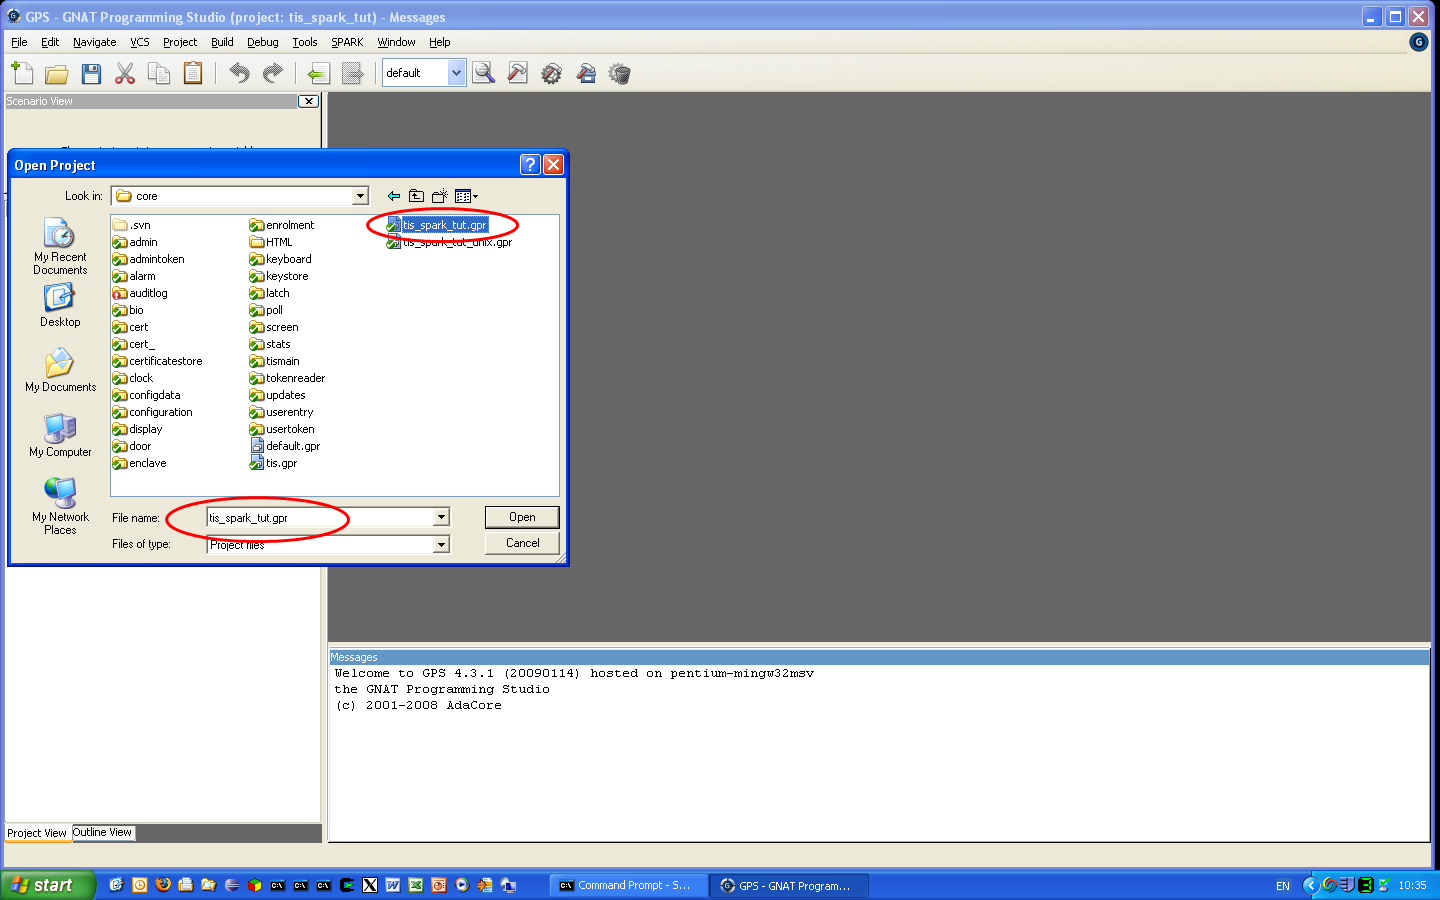 GPS - GNAT Programming Studio (project: tis_spark_tut) - Messages
File Edit Navigate VCS Project Build Debug Tools SPARK Window Help
default
Scenario View
Open Project
Look in: core
My Recent Documents
Desktop
My Documents
My Computer
My Network Places
.svn
admin
admintoken
alarm
auditlog
bio
cert
cert_
certificatestore
clock
configdata
configuration
display
door
enclave
enrolment
HTML
keyboard
keystore
latch
poll
screen
stats
tismain
tokenreader
updates
userentry
usertoken
default.gpr
tis.gpr
tis_spark_tut.gpr
tis_spark_tut_unix.gpr
File name: tis_spark_tut.gpr Open
Files of type: Project files Cancel
Messages
Welcome to GPS 4.3.1 (20090114) hosted on pentium-mingw32msv
the GNAT Programming Studio
(c) 2001-2008 AdaCore
Project View Outline View
start Command Prompt - S... GPS - GNAT Program... EN 10:35